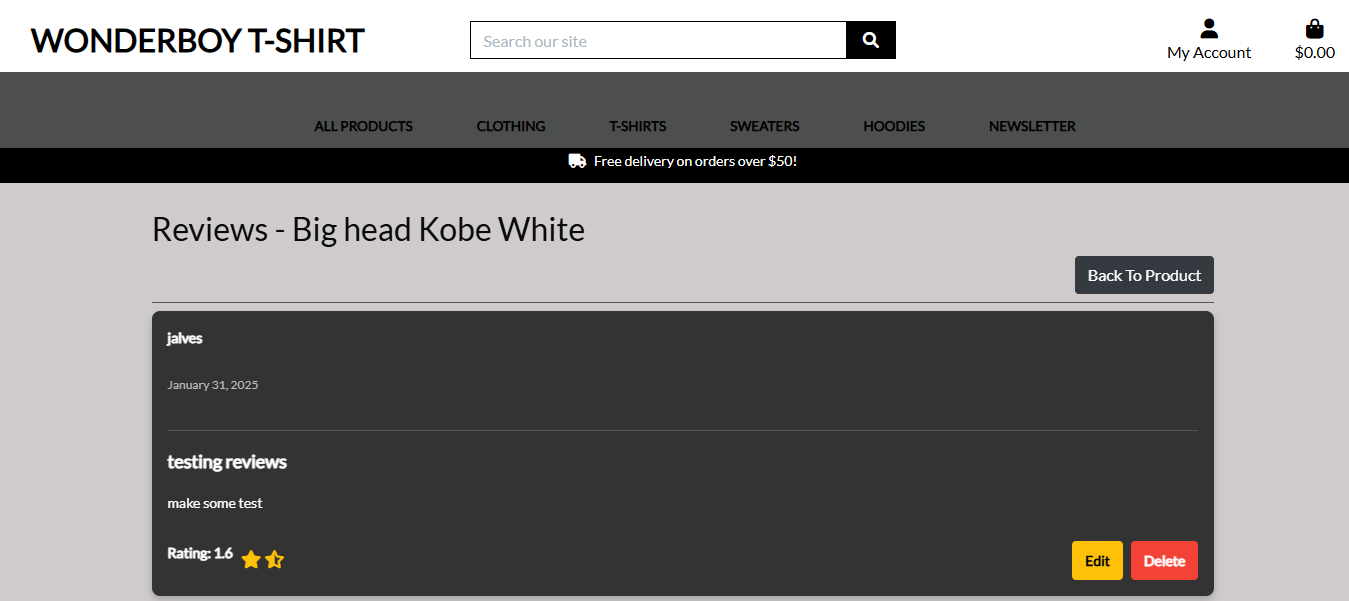 WONDERBOY T-SHIRT
Search our site
My Account
$0.00
ALL PRODUCTS CLOTHING T-SHIRTS SWEATERS HOODIES NEWSLETTER
Free delivery on orders over $50!
Reviews - Big head Kobe White
Back To Product
jalves
January 31, 2025
testing reviews
make some test
Rating: 1.6
Edit Delete